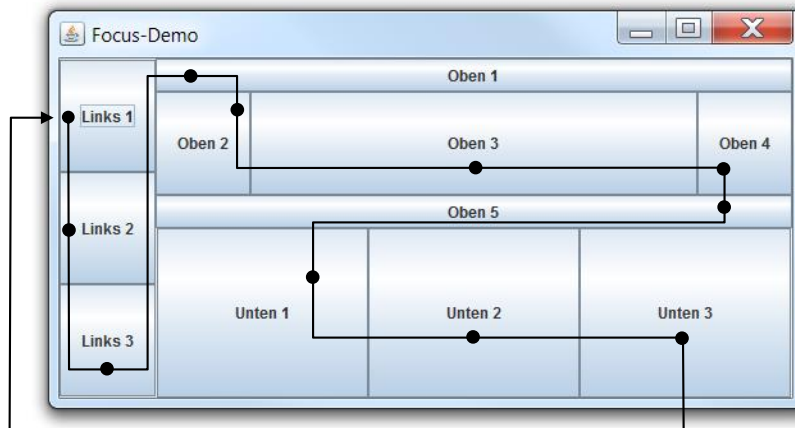 Focus-Demo
Links 1
Links 2
Links 3
Oben 1
Oben 2
Oben 3
Oben 4
Oben 5
Unten 1
Unten 2
Unten 3